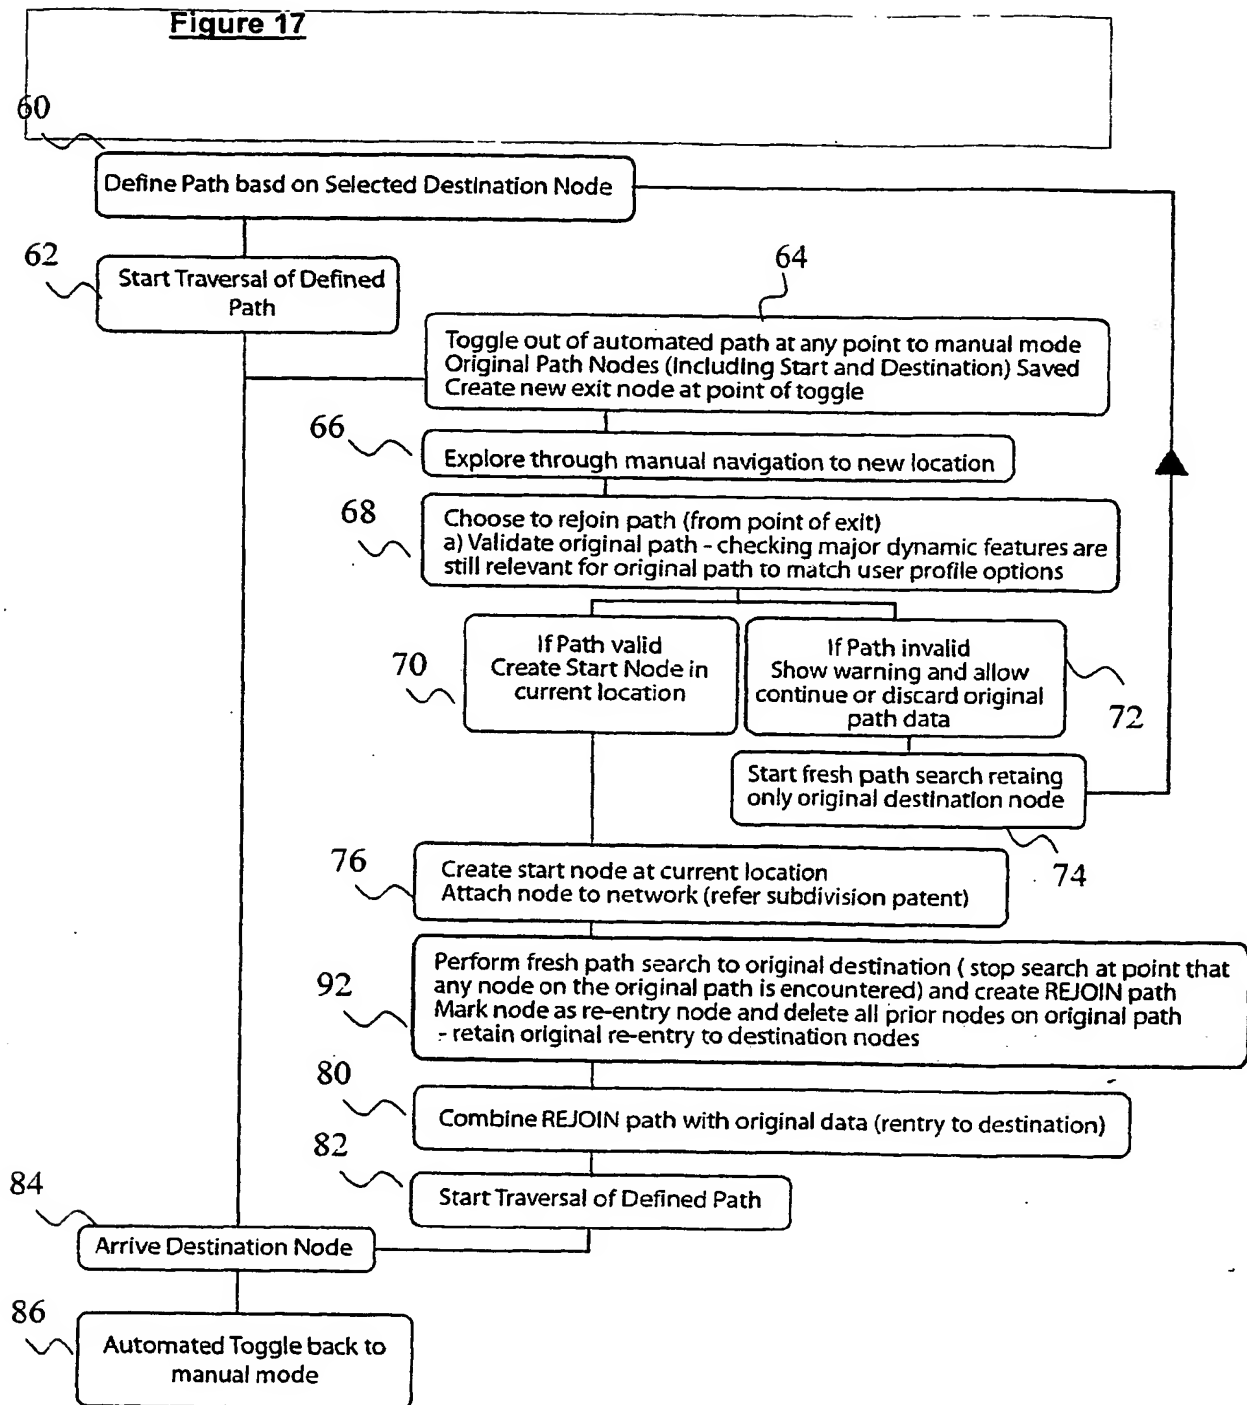 Figure 17
60
Define Path basd on Selected Destination Node
62
Start Traversal of Defined
Path
64
Toggle out of automated path at any point to manual mode
Original Path Nodes (Including Start and Destination) Saved
Create new exit node at point of toggle
66
Explore through manual navigation to new location
68
Choose to rejoin path (from point of exit)
a) Validate original path - checking major dynamic features are
still relevant for original path to match user profile options
70
If Path valid
Create Start Node in
current location
If Path invalid
Show warning and allow
continue or discard original
path data
72
Start fresh path search retaing
only original destination node
74
76
Create start node at current location
Attach node to network (refer subdivision patent)
92
Perform fresh path search to original destination ( stop search at point that
any node on the original path is encountered) and create REJOIN path
Mark node as re-entry node and delete all prior nodes on original path
- retain original re-entry to destination nodes
80
Combine REJOIN path with original data (rentry to destination)
82
Start Traversal of Defined Path
84
Arrive Destination Node
86
Automated Toggle back to
manual mode